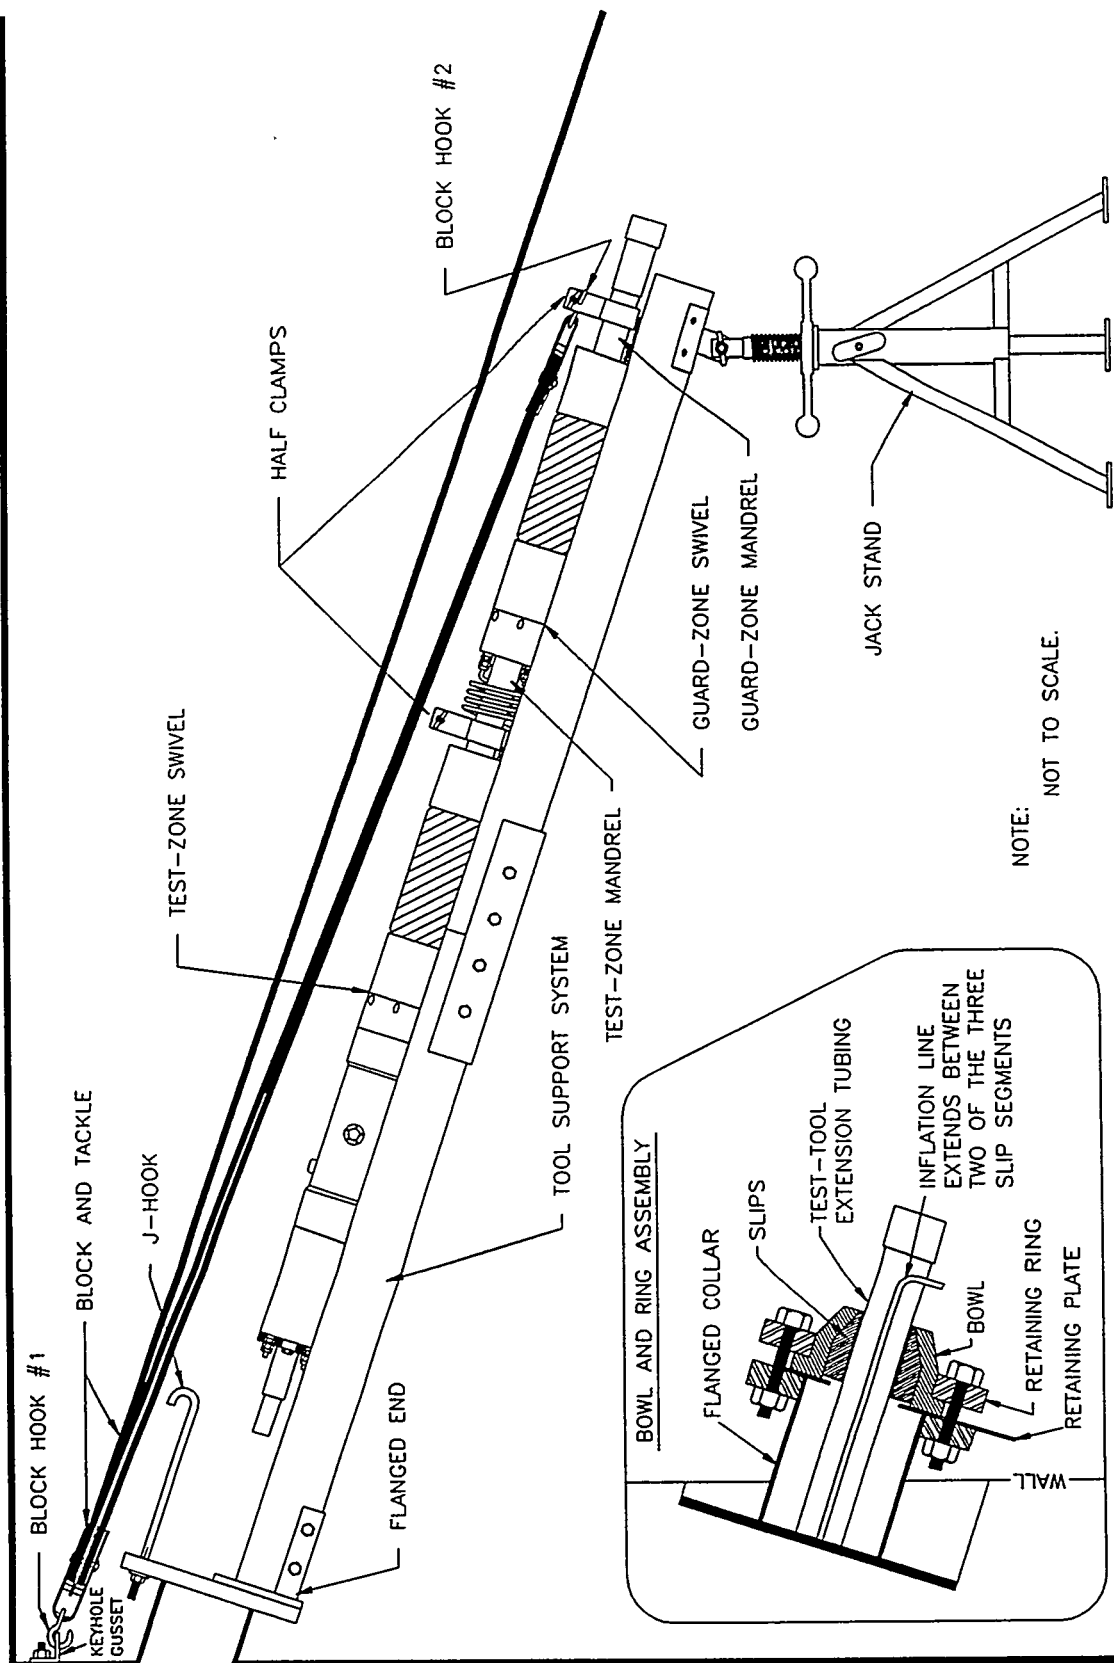 BLOCK HOOK #1
KEYHOLE
GUSSET
BLOCK AND TACKLE
J-HOOK
TEST-ZONE SWIVEL
HALF CLAMPS
BLOCK HOOK #2
FLANGED END
TOOL SUPPORT SYSTEM
TEST-ZONE MANDREL
GUARD-ZONE SWIVEL
GUARD-ZONE MANDREL
JACK STAND
NOTE:
NOT TO SCALE.
BOWL AND RING ASSEMBLY
FLANGED COLLAR
SLIPS
TEST-TOOL
EXTENSION TUBING
INFLATION LINE
EXTENDS BETWEEN
TWO OF THE THREE
SLIP SEGMENTS
BOWL
RETAINING RING
RETAINING PLATE
WALL